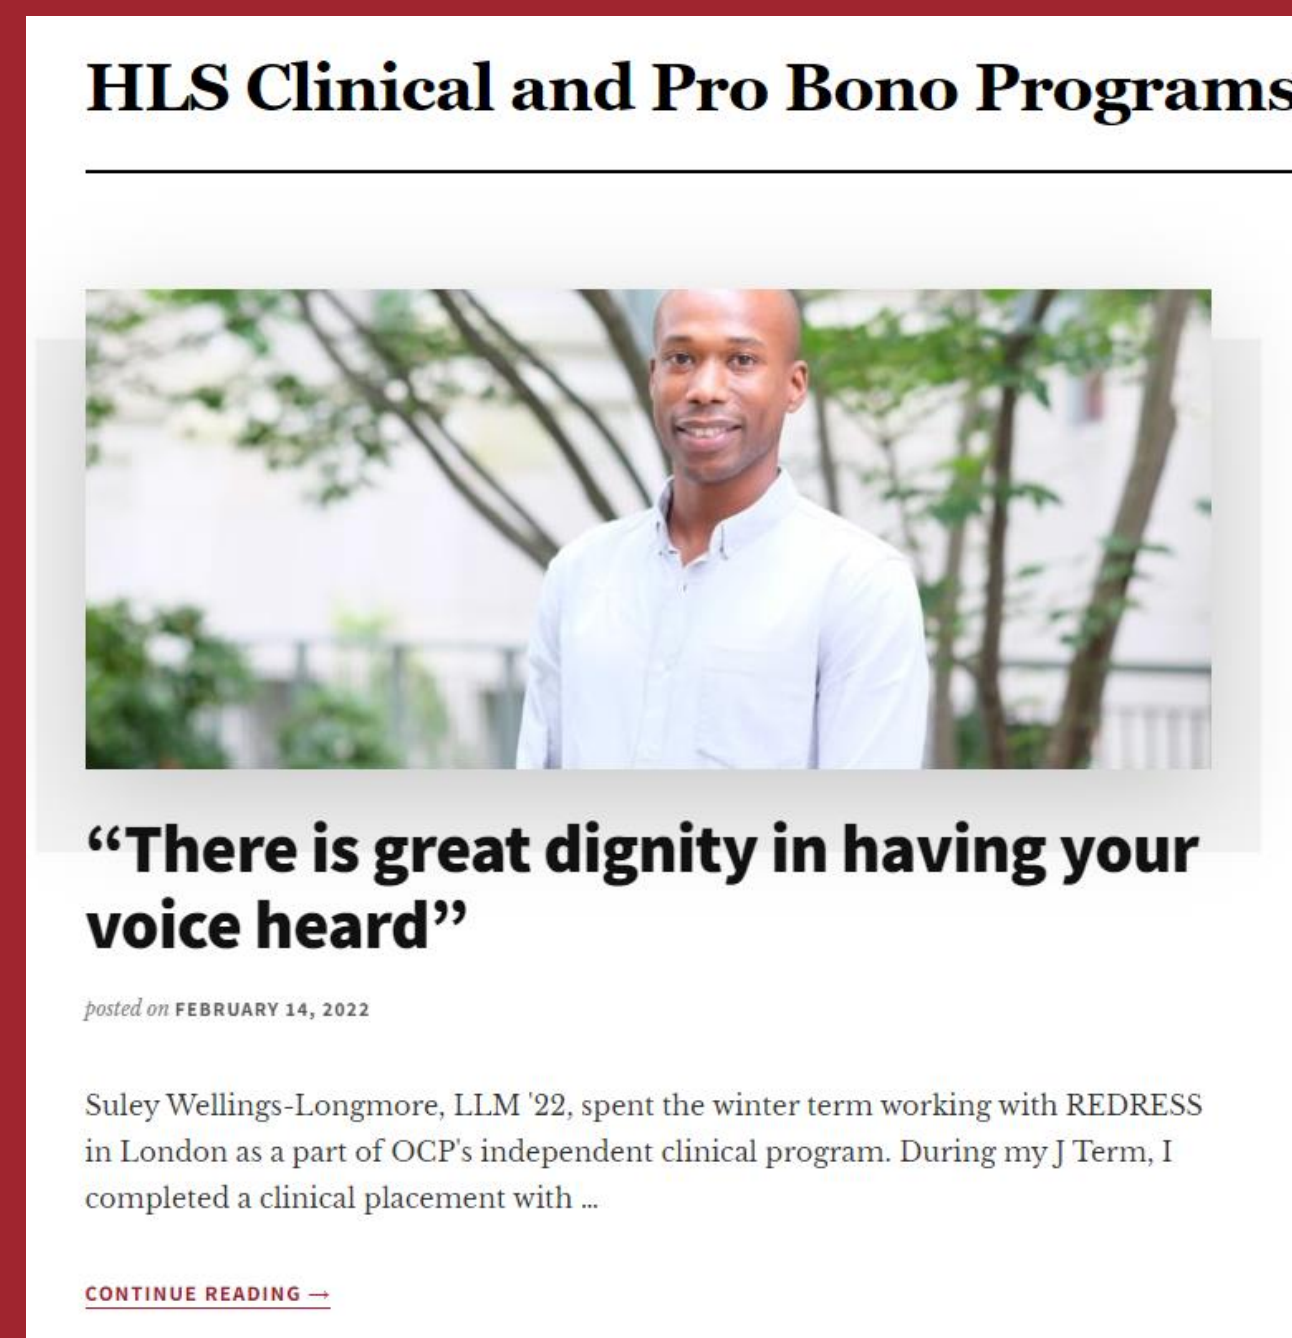 HLS Clinical and Pro Bono Programs
“There is great dignity in having your
voice heard”
posted on FEBRUARY 14, 2022
Suley Wellings-Longmore, LLM '22, spent the winter term working with REDRESS
in London as a part of OCP's independent clinical program. During my J Term, I
completed a clinical placement with ...
CONTINUE READING →